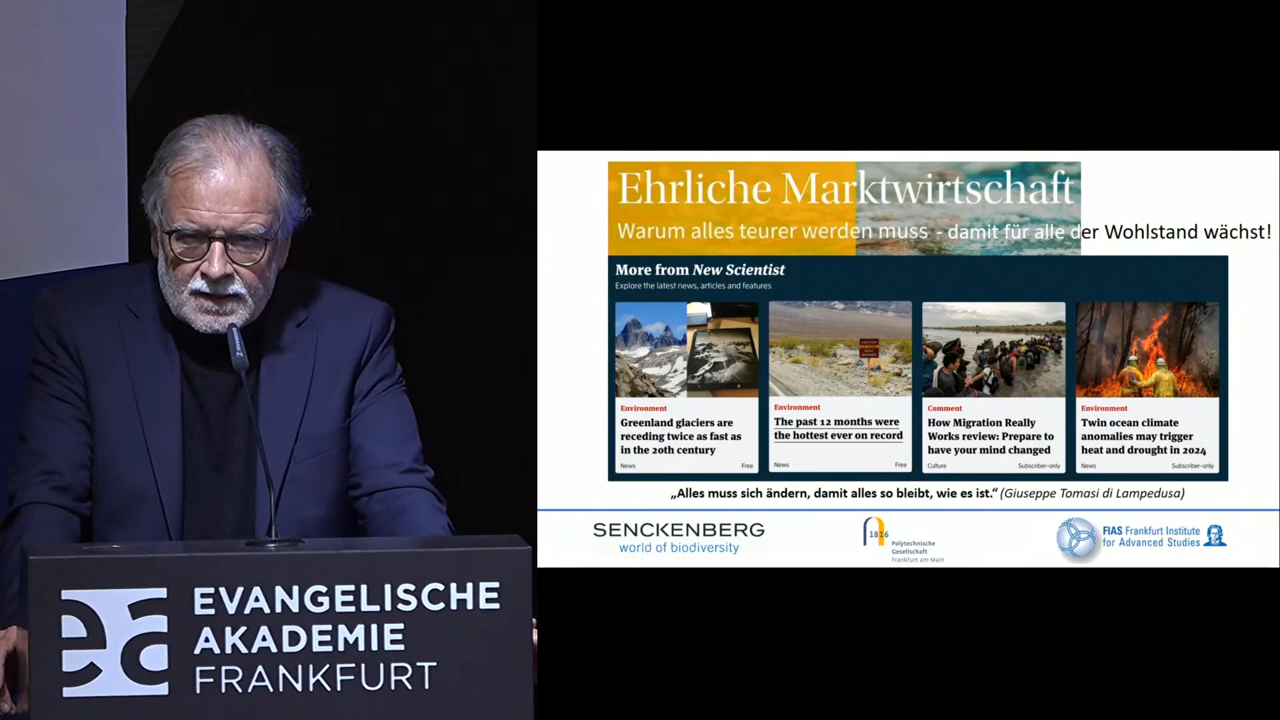 ea
EVANGELISCHE
AKADEMIE
FRANKFURT
Ehrliche Marktwirtschaft
Warum alles teurer werden muss - damit für alle der Wohlstand wächst!
More from New Scientist
Explore the latest news, articles and features
Environment
Greenland glaciers are
receding twice as fast as
in the 20th century
News
Free
Environment
The past 12 months were
the hottest ever on record
News
Free
Comment
How Migration Really
Works review: Prepare to
have your mind changed
Culture
Subscriber-only
Environment
Twin ocean climate
anomalies may trigger
heat and drought in 2024
News
Subscriber-only
„Alles muss sich ändern, damit alles so bleibt, wie es ist.“ (Giuseppe Tomasi di Lampedusa)
SENCKENBERG
world of biodiversity
1816
Polytechnische
Gesellschaft
Frankfurt am Main
FIAS Frankfurt Institute
for Advanced Studies